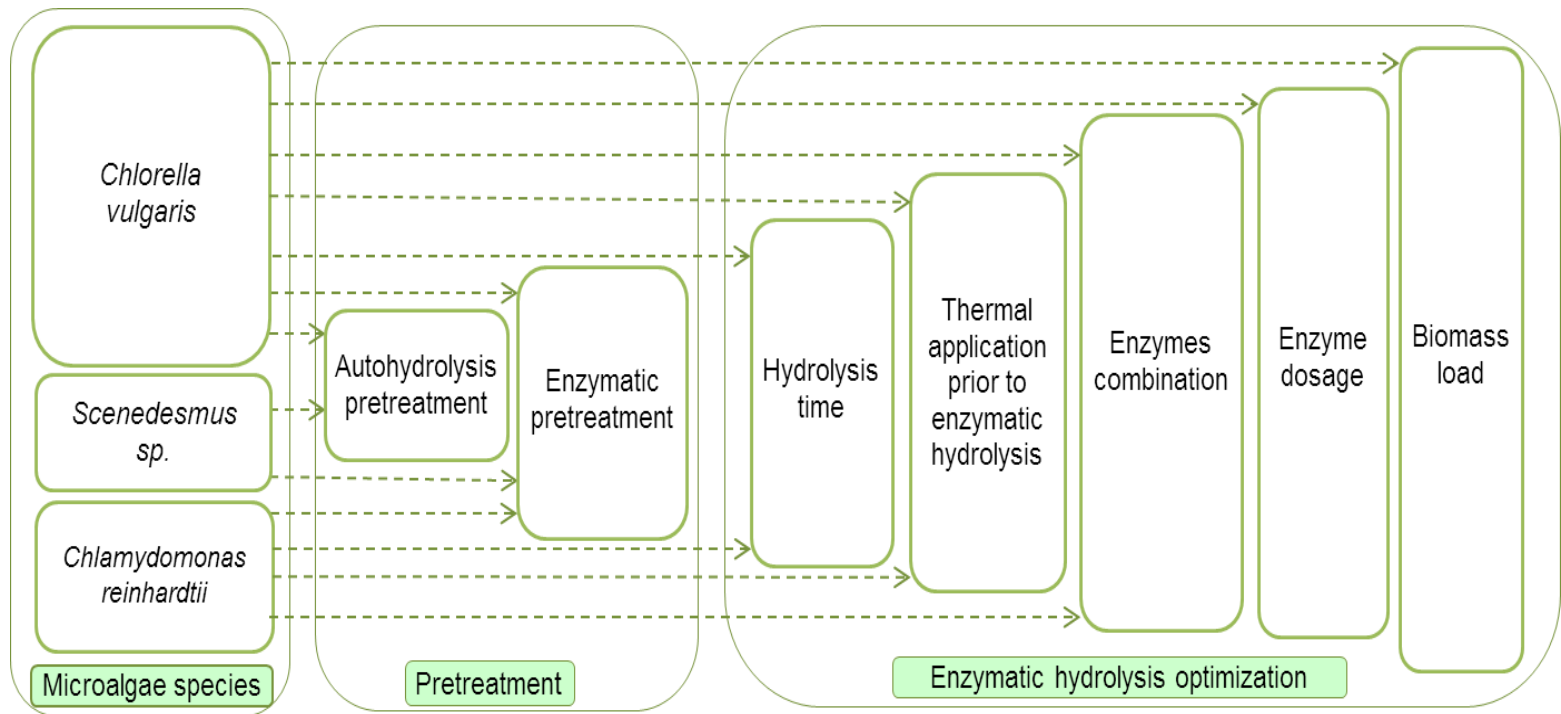 Chlorella
vulgaris
Scenedesmus
sp.
Chlamydomonas
reinhardtii
Microalgae species
Autohydrolysis
pretreatment
Enzymatic
pretreatment
Pretreatment
Hydrolysis
time
Thermal
application
prior to
enzymatic
hydrolysis
Enzymes
combination
Enzyme
dosage
Biomass
load
Enzymatic hydrolysis optimization